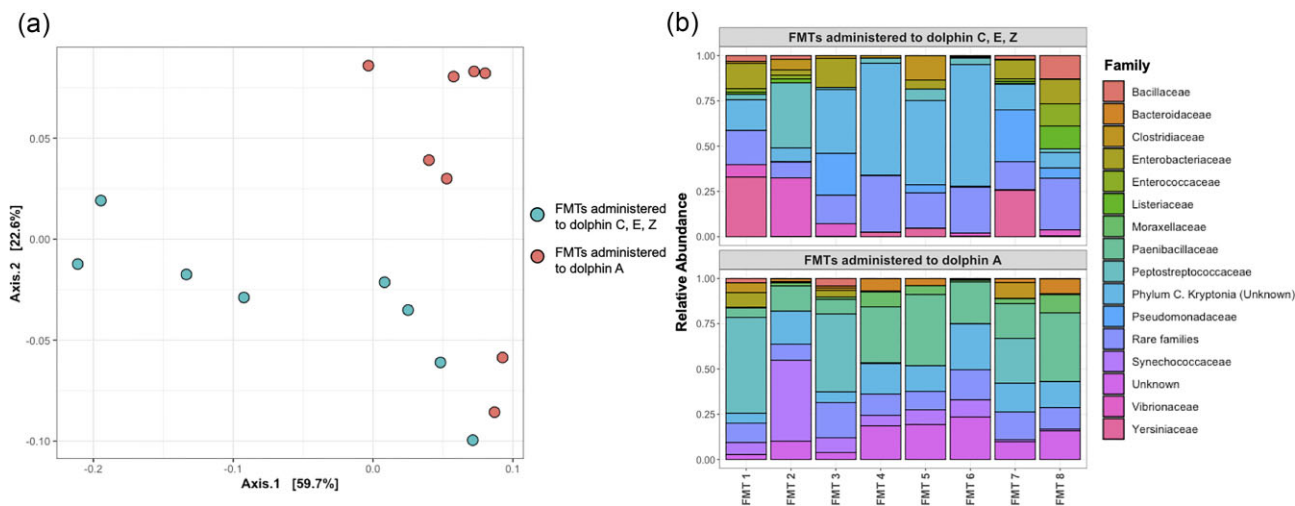 (a)
0.05
0.00
-0.05
-0.10
Axis.2 [22.6%]
-0.2
-0.1
0.0
0.1
Axis.1 [59.7%]
FMTs administered
to dolphin C, E, Z
FMTs administered
to dolphin A
(b)
FMTs administered to dolphin C, E, Z
1.00
0.75
0.50
0.25
0.00
FMTs administered to dolphin A
1.00
0.75
0.50
0.25
0.00
Relative Abundance
FMT 1
FMT 2
FMT 3
FMT 4
FMT 5
FMT 6
FMT 7
FMT 8
Family
Bacillaceae
Bacteroidaceae
Clostridiaceae
Enterobacteriaceae
Enterococcaceae
Listeriaceae
Moraxellaceae
Paenibacillaceae
Peptostreptococcaceae
Phylum C. Kryptonia (Unknown)
Pseudomonadaceae
Rare families
Synechococcaceae
Unknown
Vibrionaceae
Yersiniaceae